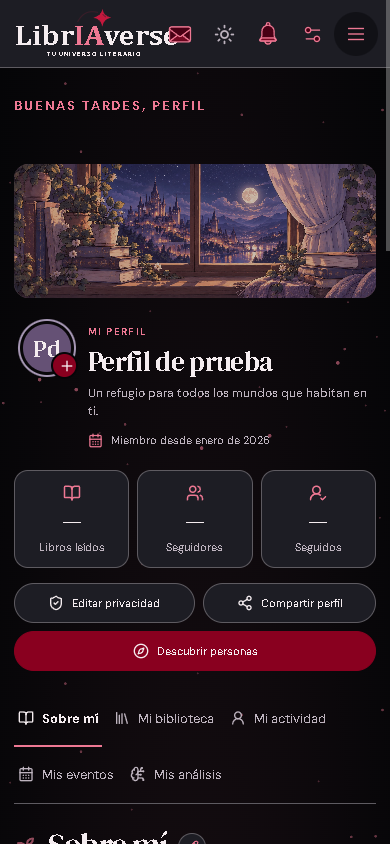 LibrIAverso
TU UNIVERSO LITERARIO
BUENAS TARDES, PERFIL
Pd
MI PERFIL
Perfil de prueba
Un refugio para todos los mundos que habitan en
ti.
Miembro desde enero de 2026
— — —
Libros leídos Seguidores Seguidos
Editar privacidad Compartir perfil
Descubrir personas
Sobre mí Mi biblioteca Mi actividad
Mis eventos Mis análisis
Sobre mí